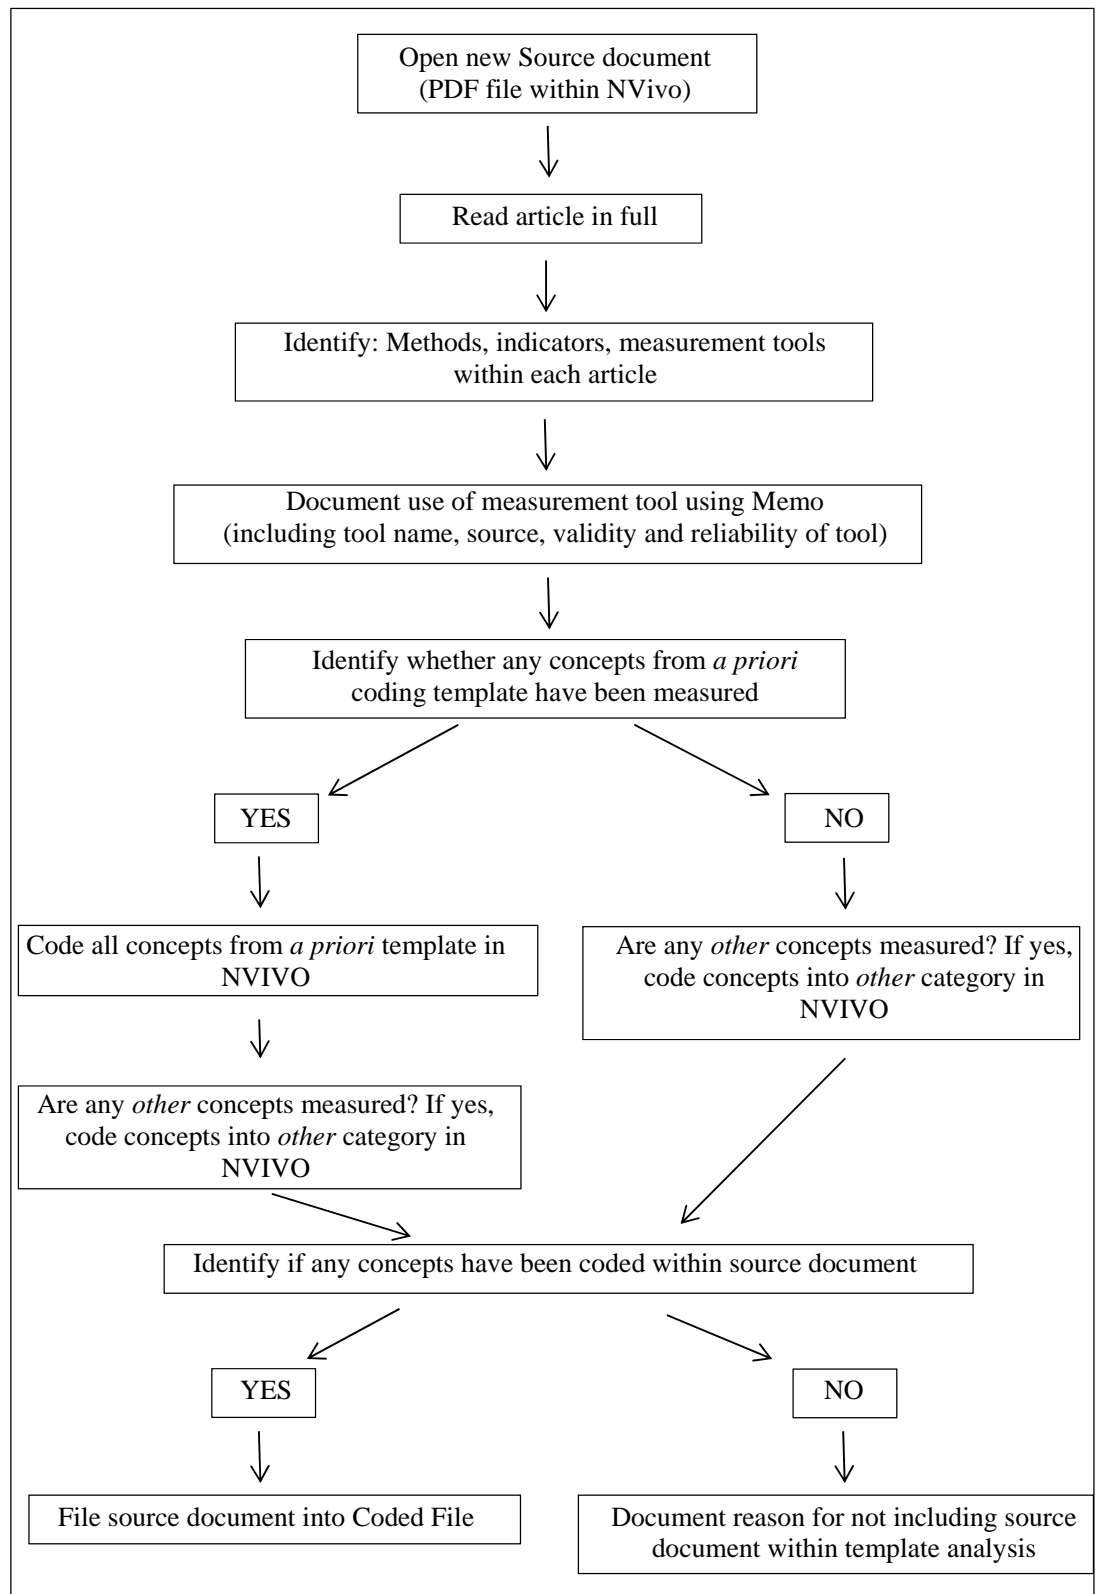 Open new Source document
(PDF file within NVivo)
Read article in full
Identify: Methods, indicators, measurement tools
within each article
Document use of measurement tool using Memo
(including tool name, source, validity and reliability of tool)
Identify whether any concepts from a priori
coding template have been measured
YES
NO
Code all concepts from a priori template in
NVIVO
Are any other concepts measured? If yes,
code concepts into other category in
NVIVO
Are any other concepts measured? If yes,
code concepts into other category in
NVIVO
Identify if any concepts have been coded within source document
YES
NO
File source document into Coded File
Document reason for not including source
document within template analysis